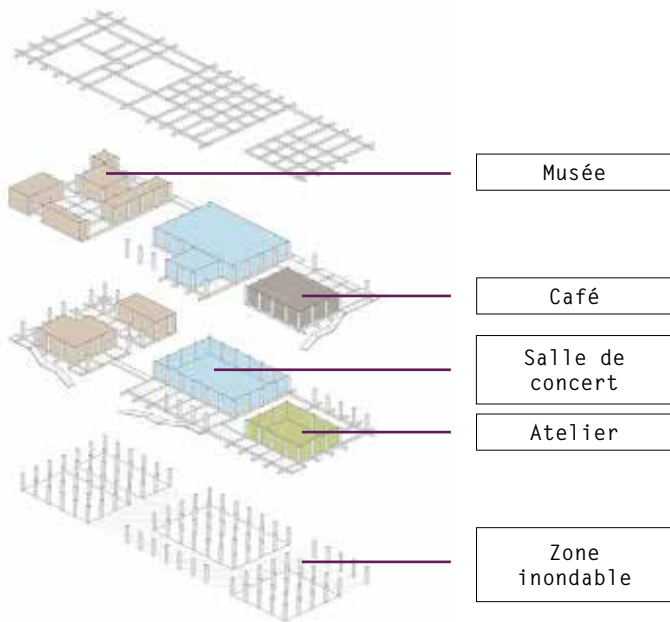 Musée
Café
Salle de
concert
Atelier
Zone
inondable